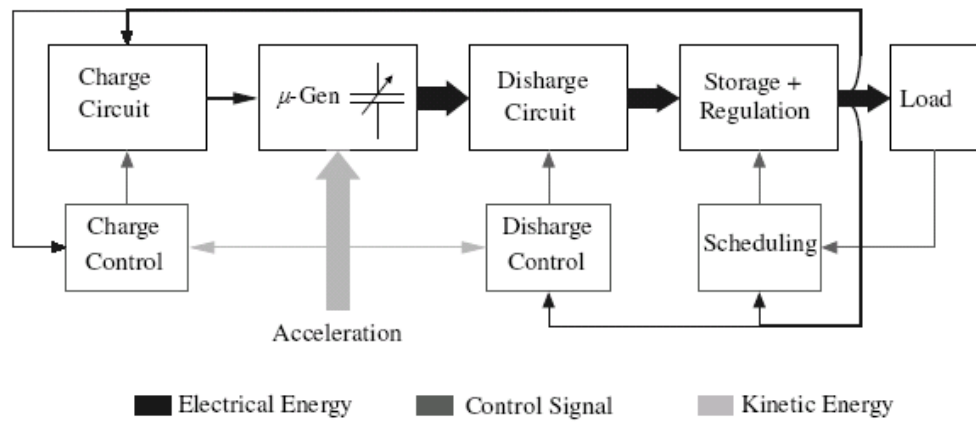 Charge
Circuit
μ-Gen
Disharge
Circuit
Storage +
Regulation
Load
Charge
Control
Disharge
Control
Scheduling
Acceleration
Electrical Energy
Control Signal
Kinetic Energy